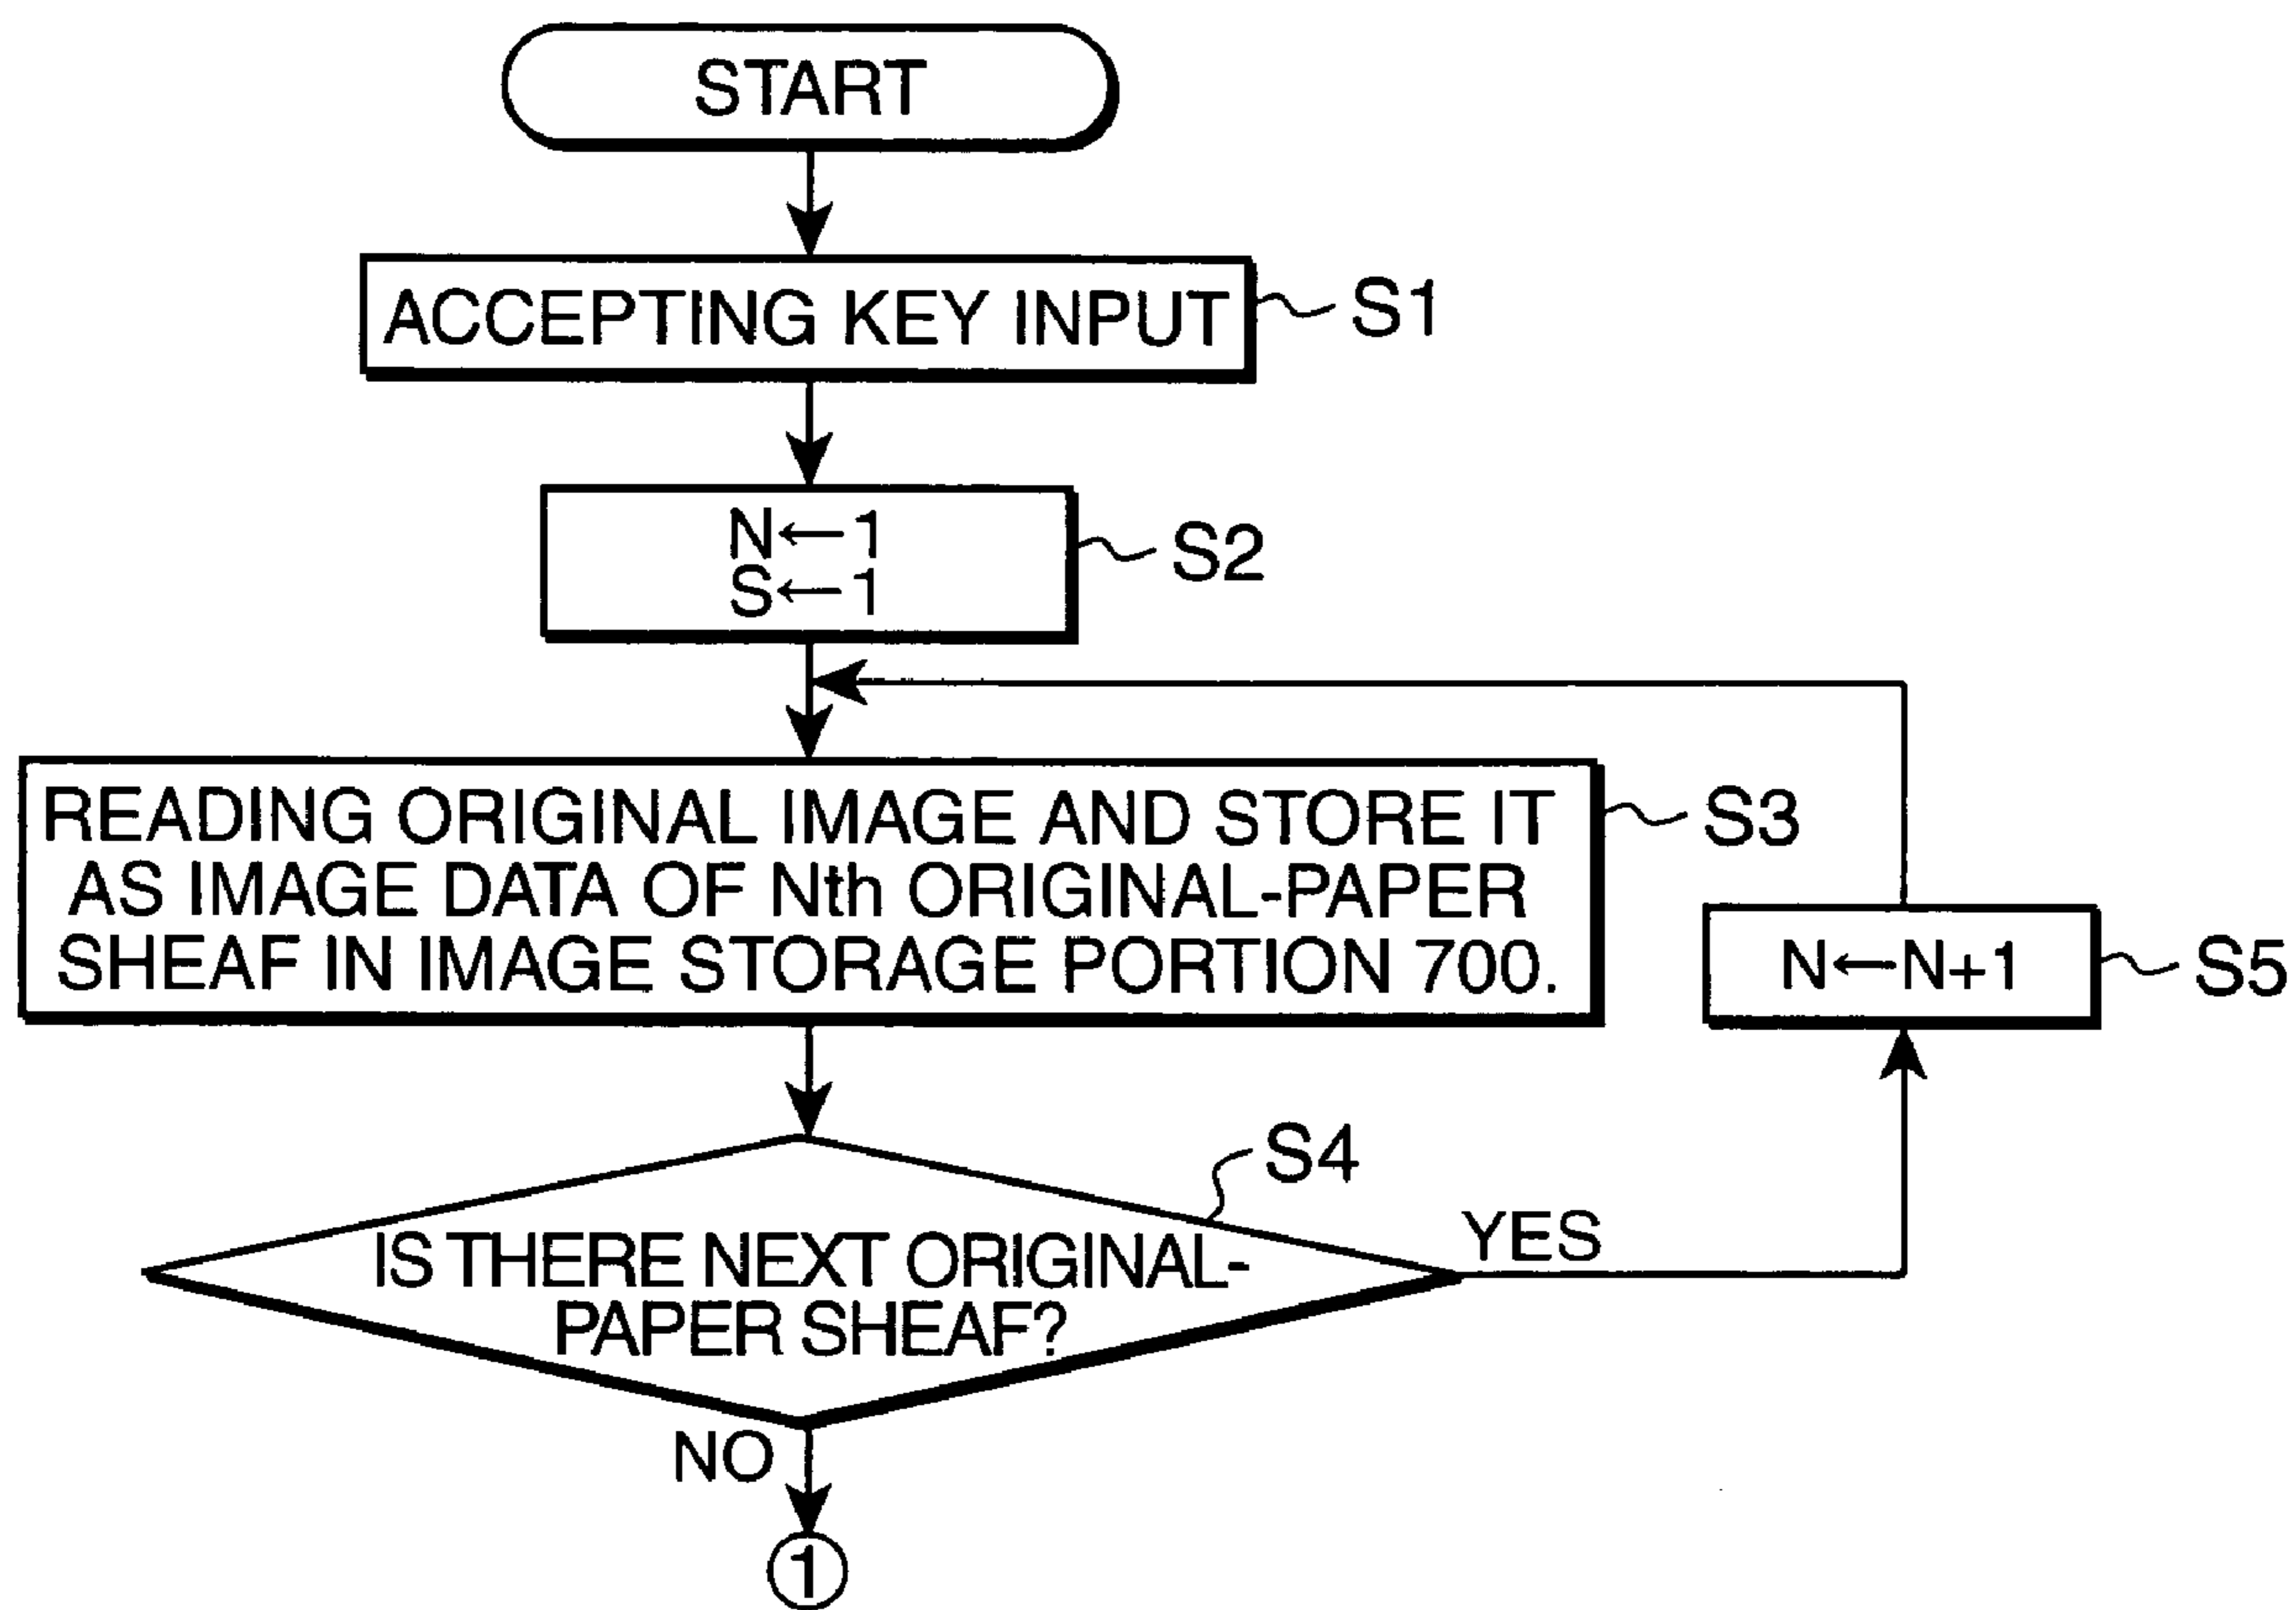 START
ACCEPTING KEY INPUT
S1
N←1
S←1
S2
READING ORIGINAL IMAGE AND STORE IT
AS IMAGE DATA OF Nth ORIGINAL-PAPER
SHEAF IN IMAGE STORAGE PORTION 700.
S3
N←N+1
S5
S4
IS THERE NEXT ORIGINAL-
PAPER SHEAF?
YES
NO
1